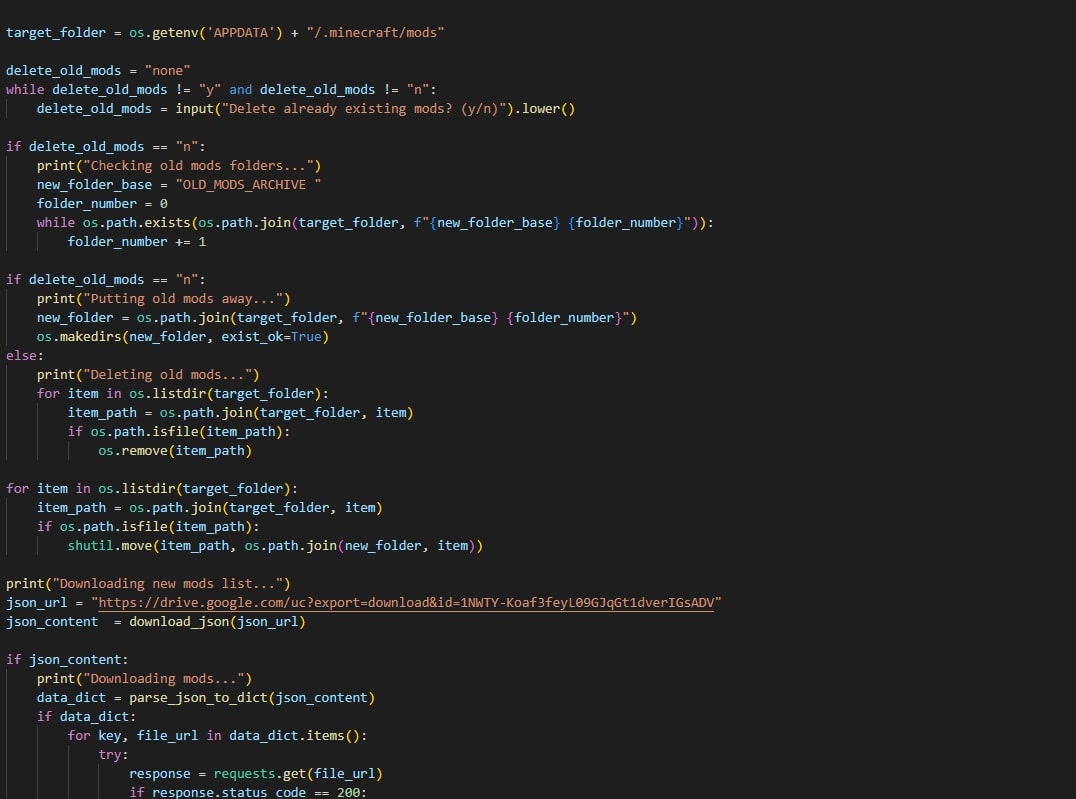 target_folder = os.getenv('APPDATA') + "/.minecraft/mods"
delete_old_mods = "none"
while delete_old_mods != "y" and delete_old_mods != "n":
    delete_old_mods = input("Delete already existing mods? (y/n)").lower()
if delete_old_mods == "n":
    print("Checking old mods folders...")
    new_folder_base = "OLD_MODS_ARCHIVE "
    folder_number = 0
    while os.path.exists(os.path.join(target_folder, f"{new_folder_base} {folder_number}")):
        folder_number += 1
if delete_old_mods == "n":
    print("Putting old mods away...")
    new_folder = os.path.join(target_folder, f"{new_folder_base} {folder_number}")
    os.makedirs(new_folder, exist_ok=True)
else:
    print("Deleting old mods...")
    for item in os.listdir(target_folder):
        item_path = os.path.join(target_folder, item)
        if os.path.isfile(item_path):
            os.remove(item_path)
for item in os.listdir(target_folder):
    item_path = os.path.join(target_folder, item)
    if os.path.isfile(item_path):
        shutil.move(item_path, os.path.join(new_folder, item))
print("Downloading new mods list...")
json_url = "https://drive.google.com/uc?export=download&id=1NWTY-Koaf3feyL09GJqGt1dverIGsADV"
json_content  = download_json(json_url)
if json_content:
    print("Downloading mods...")
    data_dict = parse_json_to_dict(json_content)
    if data_dict:
        for key, file_url in data_dict.items():
            try:
                response = requests.get(file_url)
                if response.status_code == 200: